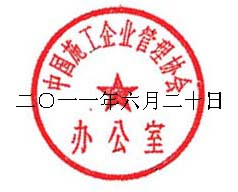 中国施工企业管理协会
二〇一一年六月二十日
办公室